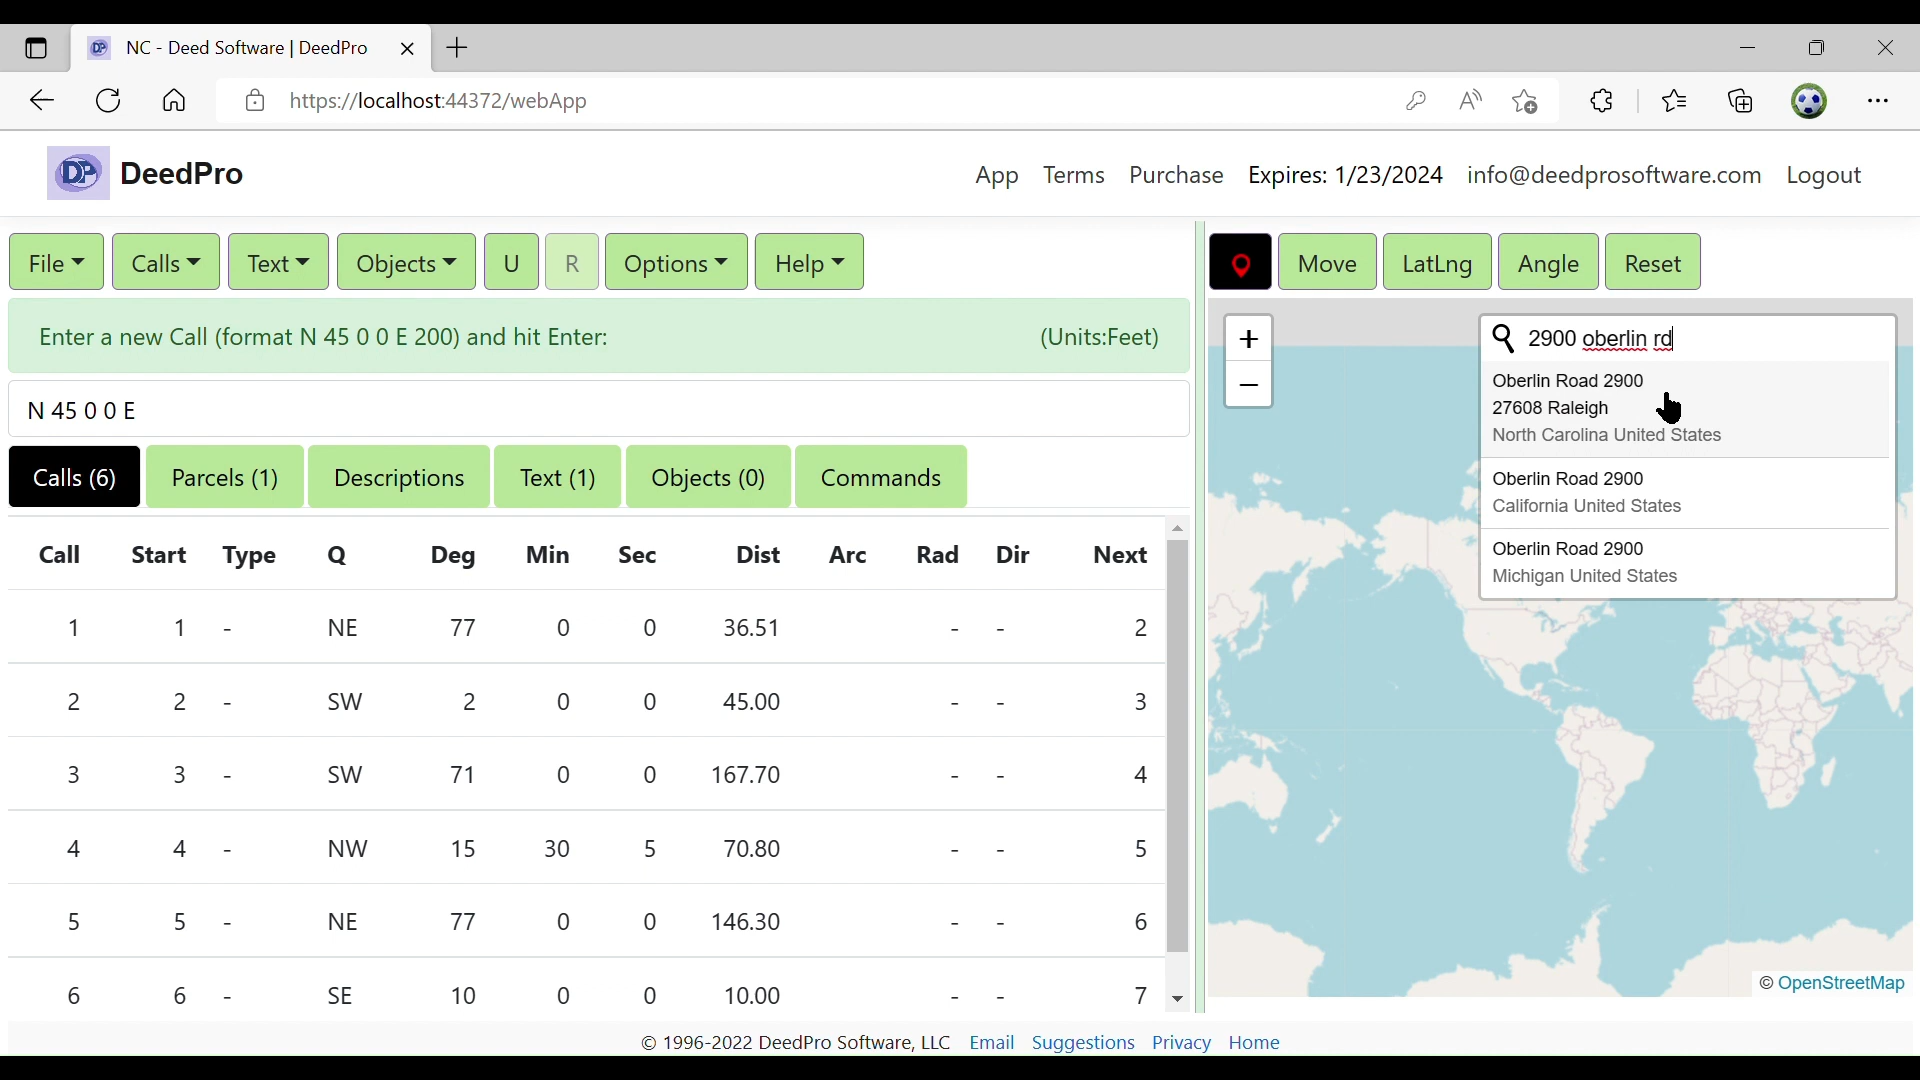 NC - Deed Software | DeedPro
https://localhost:44372/webApp
DP DeedPro
App Terms Purchase Expires: 1/23/2024 info@deedprosoftware.com Logout
File Calls Text Objects U R Options Help
Move LatLng Angle Reset
Enter a new Call (format N 45 0 0 E 200) and hit Enter: (Units:Feet)
N 45 0 0 E
Calls (6) Parcels (1) Descriptions Text (1) Objects (0) Commands
Call Start Type Q Deg Min Sec Dist Arc Rad Dir Next
1 1 - NE 77 0 0 36.51 - - 2
2 2 - SW 2 0 0 45.00 - - 3
3 3 - SW 71 0 0 167.70 - - 4
4 4 - NW 15 30 5 70.80 - - 5
5 5 - NE 77 0 0 146.30 - - 6
6 6 - SE 10 0 0 10.00 - - 7
+
-
2900 oberlin rd
Oberlin Road 2900
27608 Raleigh
North Carolina United States
Oberlin Road 2900
California United States
Oberlin Road 2900
Michigan United States
© OpenStreetMap
© 1996-2022 DeedPro Software, LLC Email Suggestions Privacy Home